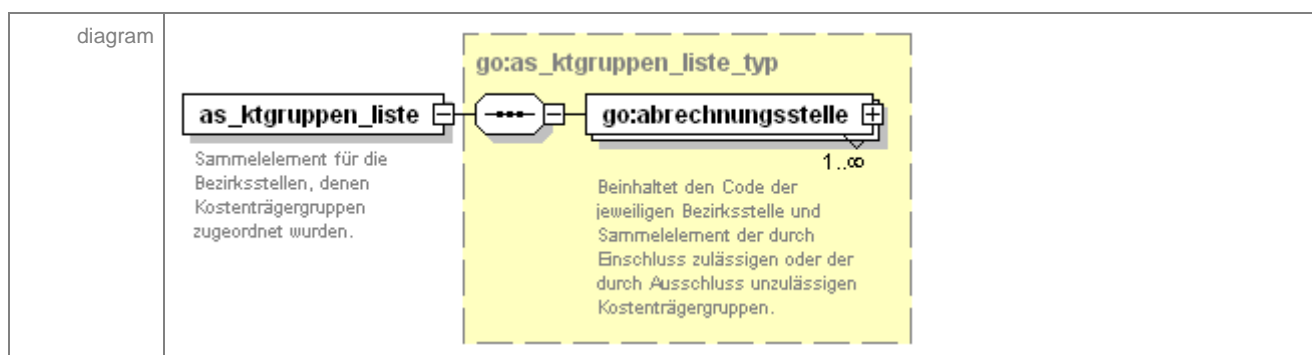 diagram
go:as_ktgruppen_liste_typ
as_ktgruppen_liste
go:abrechnungsstelle
1..∞
Sammelelement für die
Bezirksstellen, denen
Kostenträgergruppen
zugeordnet wurden.
Beinhaltet den Code der
jeweiligen Bezirksstelle und
Sammelelement der durch
Einschluss zulässigen oder der
durch Ausschluss unzulässigen
Kostenträgergruppen.